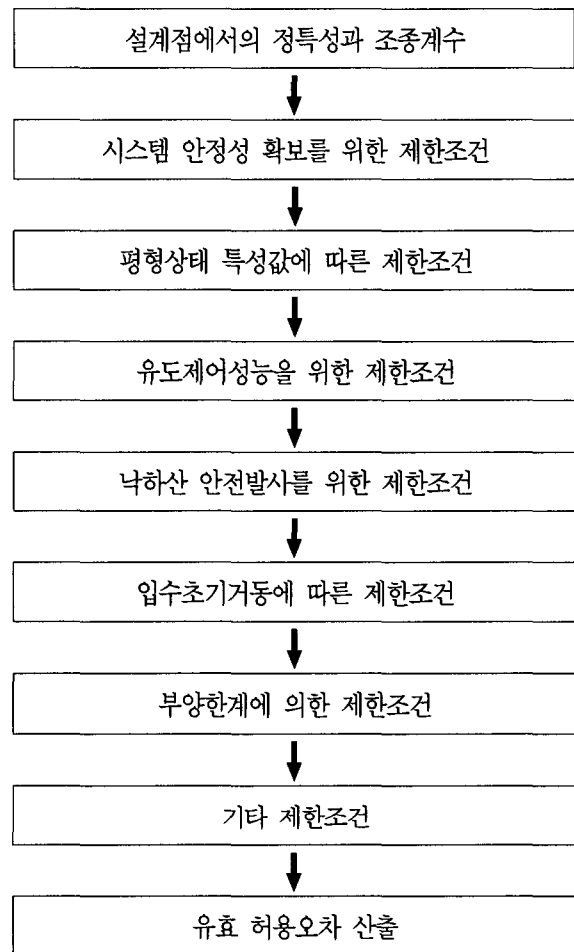 설계점에서의 정특성과 조종계수
시스템 안정성 확보를 위한 제한조건
평형상태 특성값에 따른 제한조건
유도제어성능을 위한 제한조건
낙하산 안전발사를 위한 제한조건
입수초기거동에 따른 제한조건
부양한계에 의한 제한조건
기타 제한조건
유효 허용오차 산출